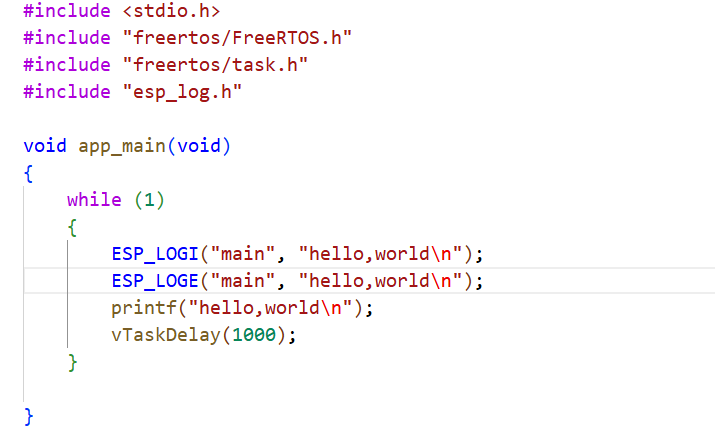 #include <stdio.h>
#include "freertos/FreeRTOS.h"
#include "freertos/task.h"
#include "esp_log.h"
void app_main(void)
{
while (1)
{
ESP_LOGI("main", "hello,world\n");
ESP_LOGE("main", "hello,world\n");
printf("hello,world\n");
vTaskDelay(1000);
}
}